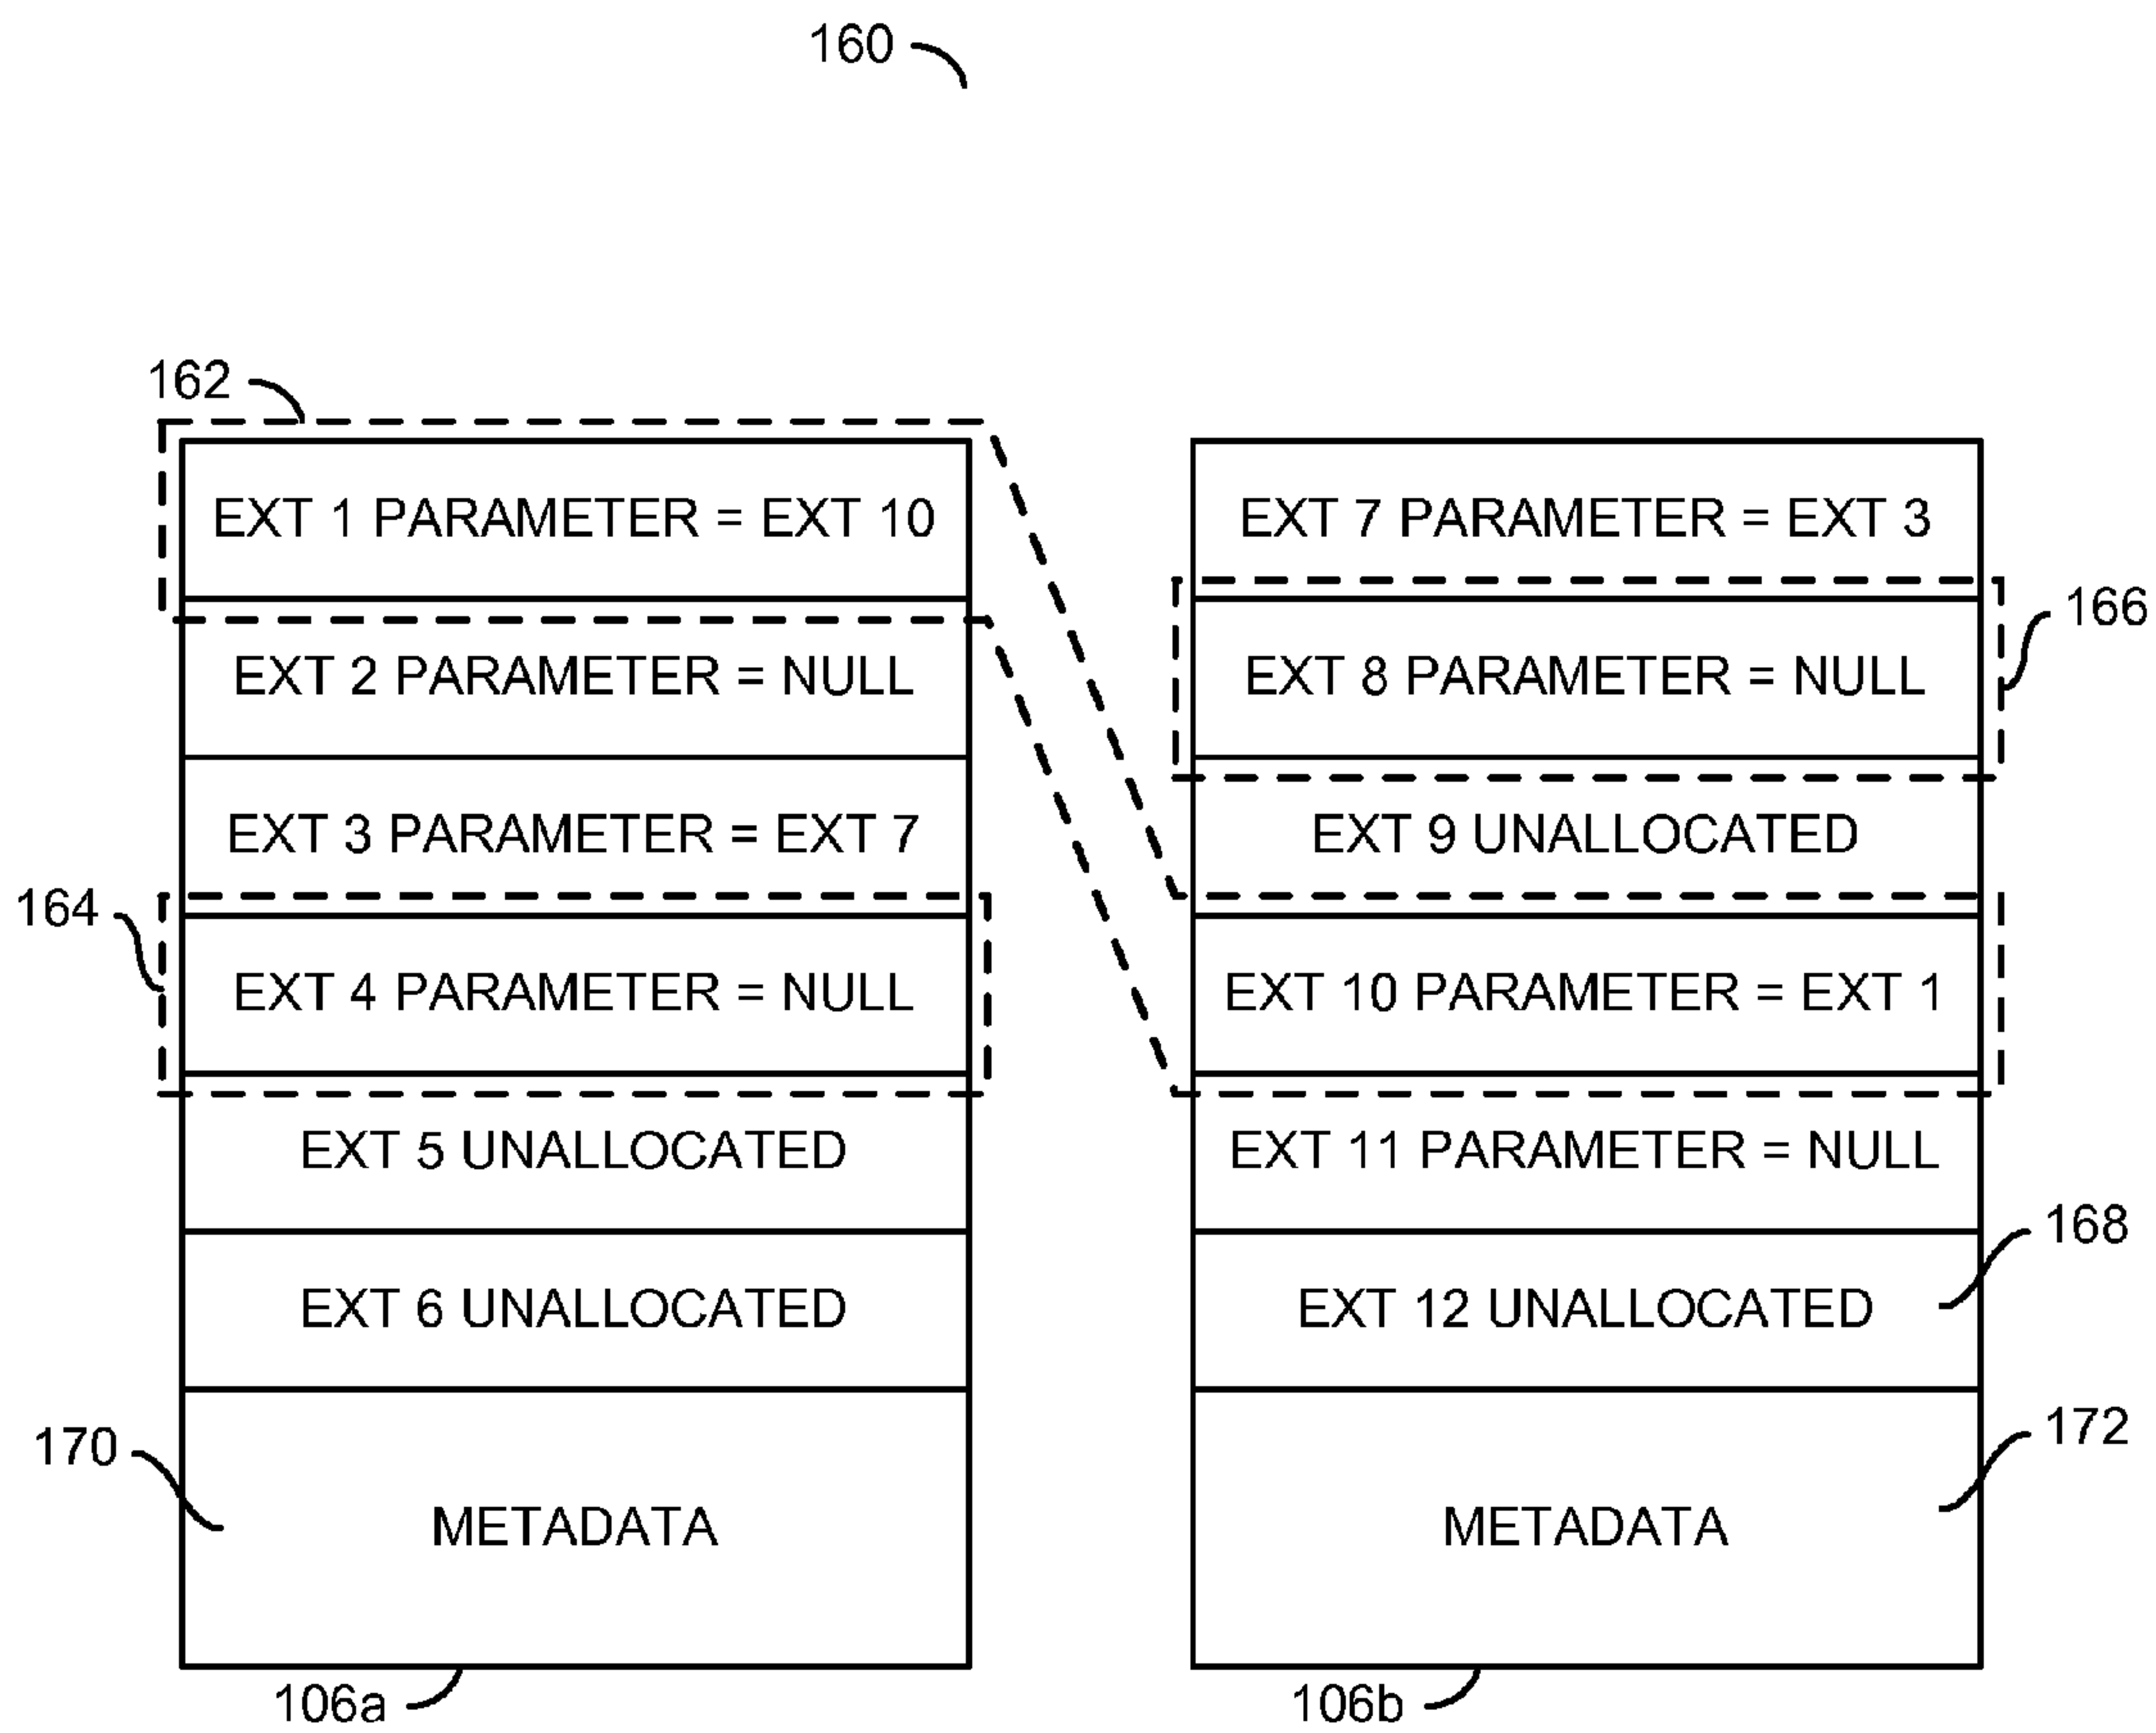 160
162
EXT 1 PARAMETER = EXT 10
EXT 2 PARAMETER = NULL
EXT 3 PARAMETER = EXT 7
164
EXT 4 PARAMETER = NULL
EXT 5 UNALLOCATED
EXT 6 UNALLOCATED
170
METADATA
106a
EXT 7 PARAMETER = EXT 3
166
EXT 8 PARAMETER = NULL
EXT 9 UNALLOCATED
EXT 10 PARAMETER = EXT 1
EXT 11 PARAMETER = NULL
168
EXT 12 UNALLOCATED
172
METADATA
106b